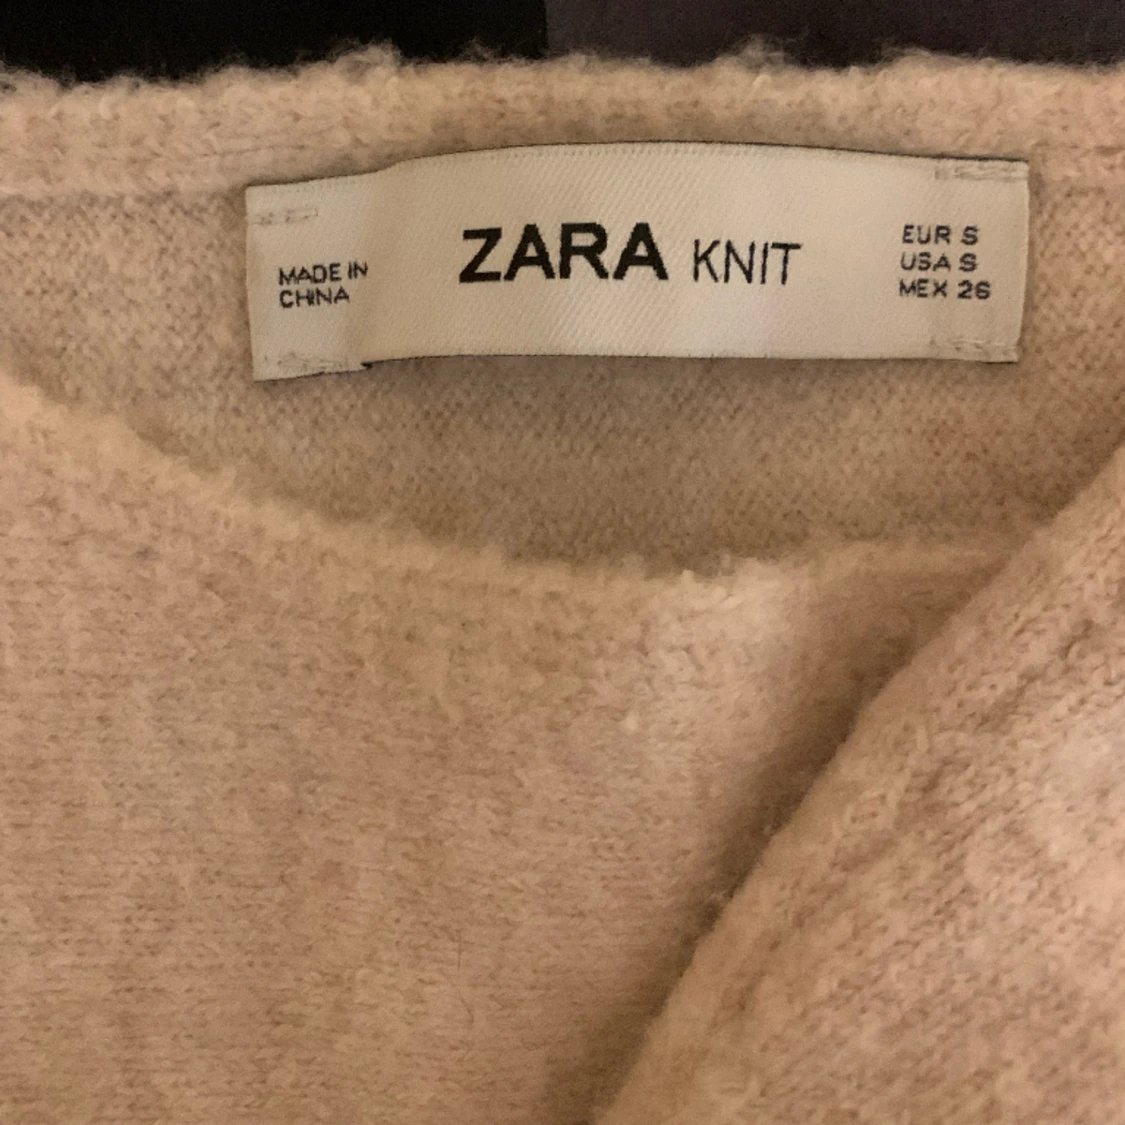 MADE IN
CHINA
ZARA KNIT
EUR S
USA S
MEX 26